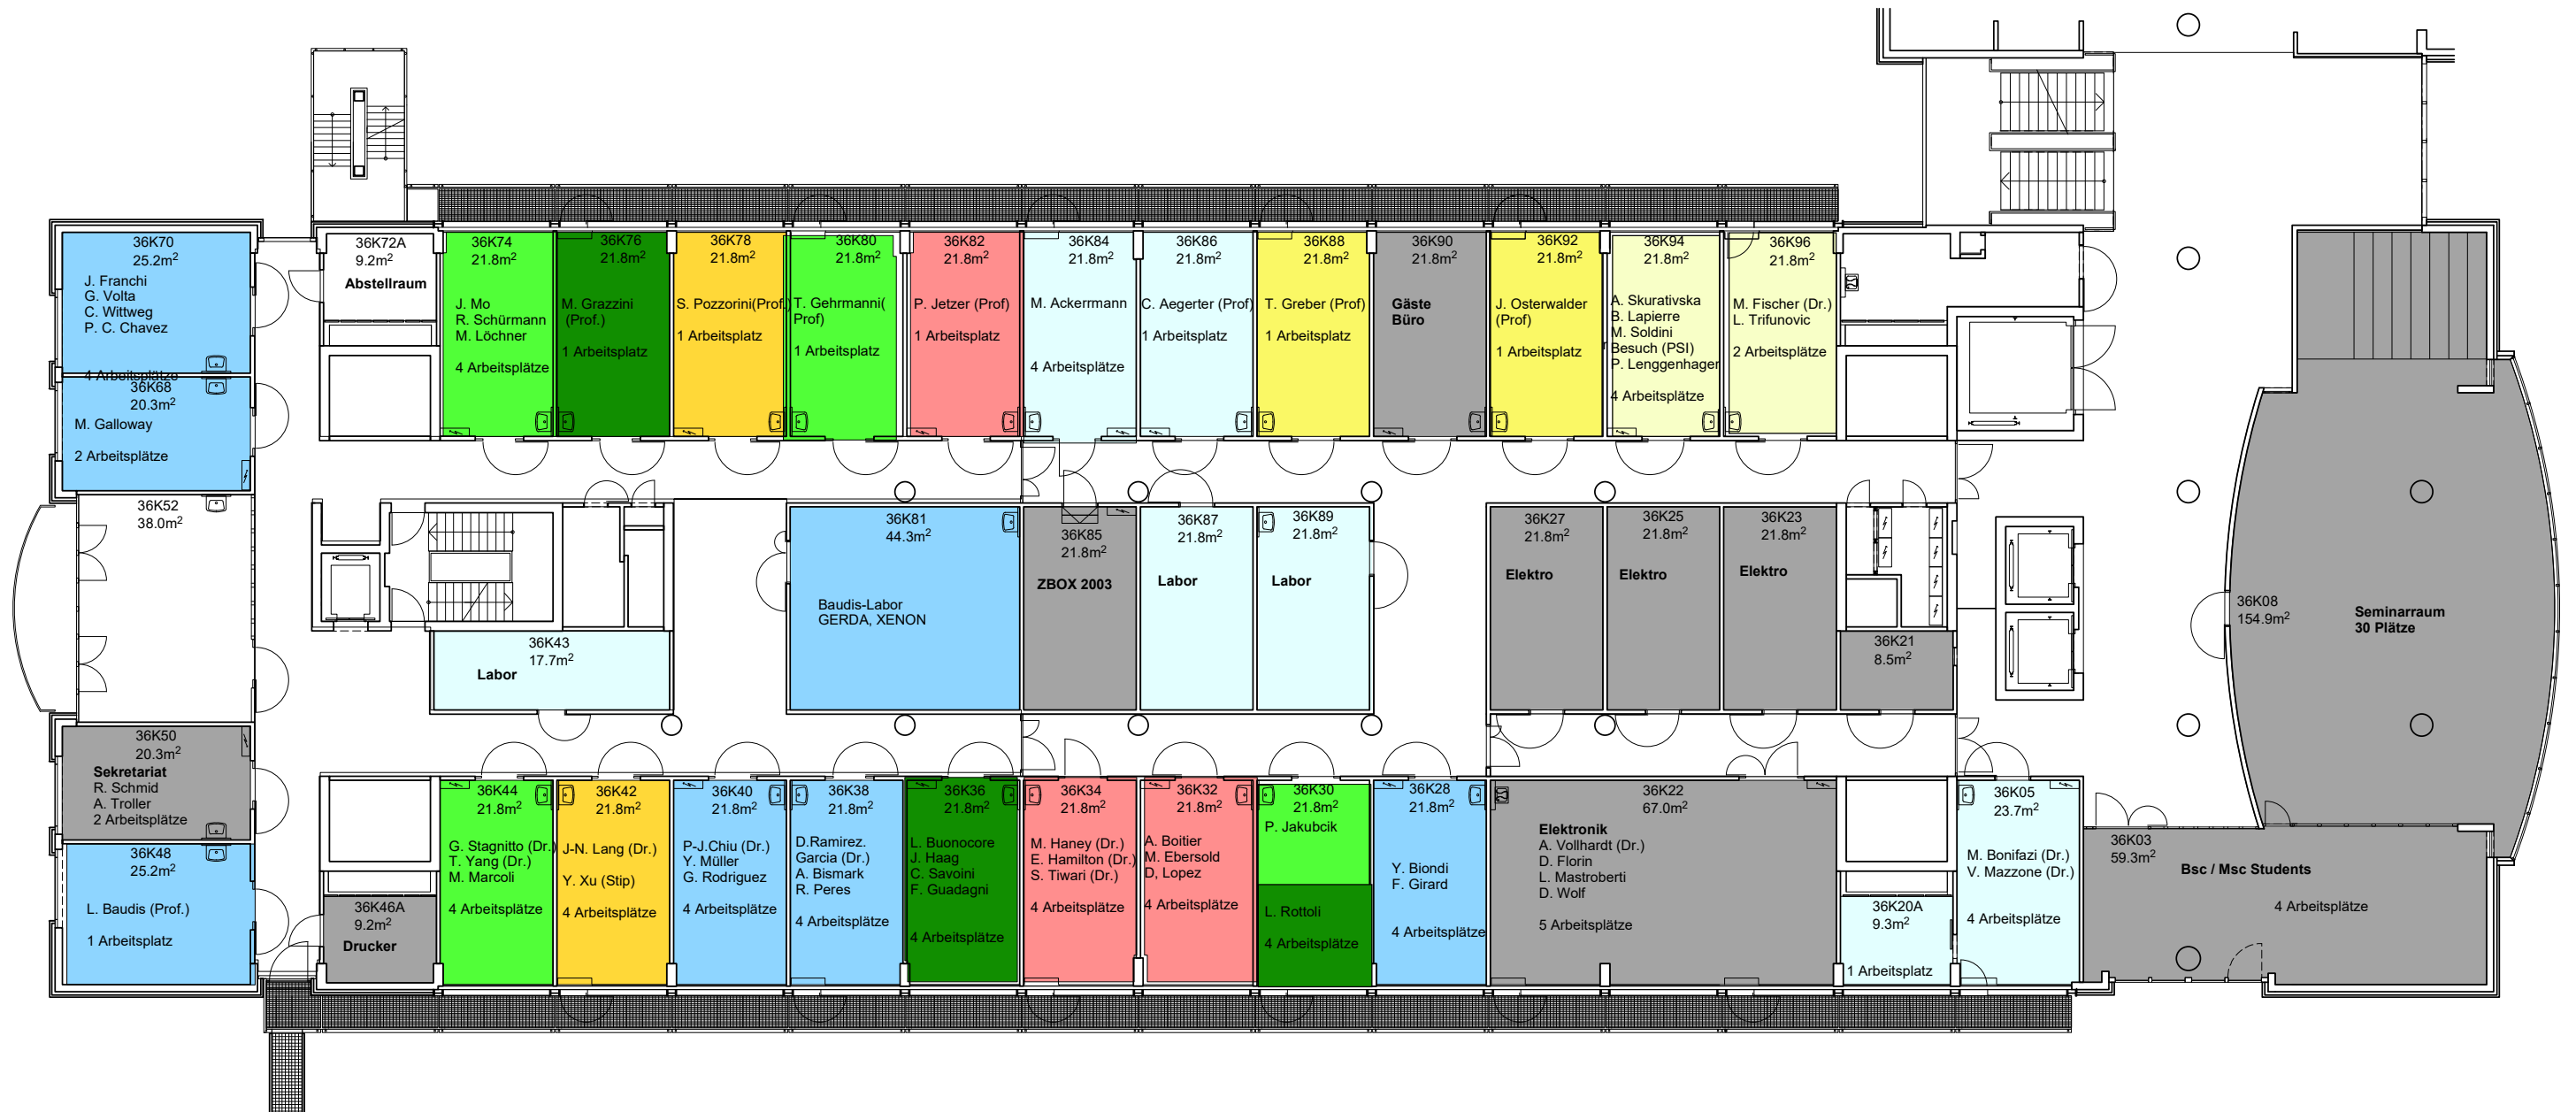 36K70
25.2m²
J. Franchi
G. Volta
C. Wittweg
P. C. Chavez
4 Arbeitsplätze
36K72A
9.2m²
Abstellraum
36K74
21.8m²
J. Mo
R. Schürmann
M. Löchner
4 Arbeitsplätze
36K76
21.8m²
M. Grazzini
(Prof.)
1 Arbeitsplatz
36K78
21.8m²
S. Pozzorini(Prof.)
1 Arbeitsplatz
36K80
21.8m²
T. Gehrmanni(
Prof)
1 Arbeitsplatz
36K82
21.8m²
P. Jetzer (Prof)
1 Arbeitsplatz
36K84
21.8m²
M. Ackerrmann
4 Arbeitsplätze
36K86
21.8m²
C. Aegerter (Prof)
1 Arbeitsplatz
36K88
21.8m²
T. Greber (Prof)
1 Arbeitsplatz
36K90
21.8m²
Gäste
Büro
36K92
21.8m²
J. Osterwalder
(Prof)
1 Arbeitsplatz
36K94
21.8m²
A. Skurativska
B. Lapierre
M. Soldini
Besuch (PSI)
P. Lenggenhager
4 Arbeitsplätze
36K96
21.8m²
M. Fischer (Dr.)
L. Trifunovic
2 Arbeitsplätze
36K68
20.3m²
M. Galloway
2 Arbeitsplätze
36K52
38.0m²
36K43
17.7m²
Labor
36K81
44.3m²
Baudis-Labor
GERDA, XENON
36K85
21.8m²
ZBOX 2003
36K87
21.8m²
Labor
36K89
21.8m²
Labor
36K27
21.8m²
Elektro
36K25
21.8m²
Elektro
36K23
21.8m²
Elektro
36K21
8.5m²
36K08
154.9m²
Seminarraum
30 Plätze
36K50
20.3m²
Sekretariat
R. Schmid
A. Troller
2 Arbeitsplätze
36K48
25.2m²
L. Baudis (Prof.)
1 Arbeitsplatz
36K46A
9.2m²
Drucker
36K44
21.8m²
G. Stagnitto (Dr.)
T. Yang (Dr.)
M. Marcoli
4 Arbeitsplätze
36K42
21.8m²
J-N. Lang (Dr.)
Y. Xu (Stip)
4 Arbeitsplätze
36K40
21.8m²
P-J.Chiu (Dr.)
Y. Müller
G. Rodriguez
4 Arbeitsplätze
36K38
21.8m²
D.Ramirez.
Garcia (Dr.)
A. Bismark
R. Peres
4 Arbeitsplätze
36K36
21.8m²
L. Buonocore
J. Haag
C. Savoini
F. Guadagni
4 Arbeitsplätze
36K34
21.8m²
M. Haney (Dr.)
E. Hamilton (Dr.)
S. Tiwari (Dr.)
4 Arbeitsplätze
36K32
21.8m²
A. Boitier
M. Ebersold
D, Lopez
4 Arbeitsplätze
36K30
21.8m²
P. Jakubcik
L. Rottoli
4 Arbeitsplätze
36K28
21.8m²
Y. Biondi
F. Girard
4 Arbeitsplätze
36K22
67.0m²
Elektronik
A. Vollhardt (Dr.)
D. Florin
L. Mastroberti
D. Wolf
5 Arbeitsplätze
36K20A
9.3m²
1 Arbeitsplatz
36K05
23.7m²
M. Bonifazi (Dr.)
V. Mazzone (Dr.)
4 Arbeitsplätze
36K03
59.3m²
Bsc / Msc Students
4 Arbeitsplätze